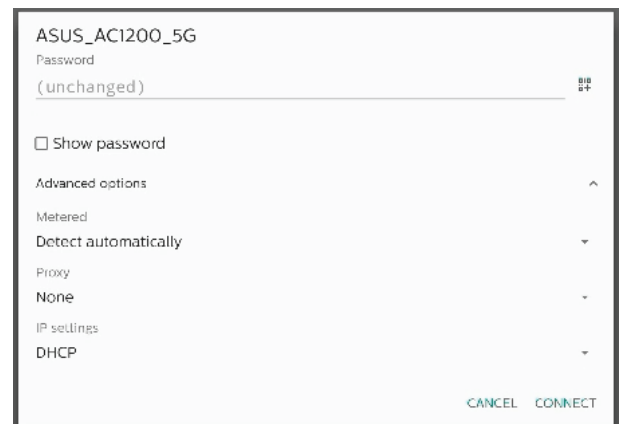 ASUS_AC1200_5G
Password
(unchanged)
Show password
Advanced options
Metered
Detect automatically
Proxy
None
IP settings
DHCP
CANCEL CONNECT